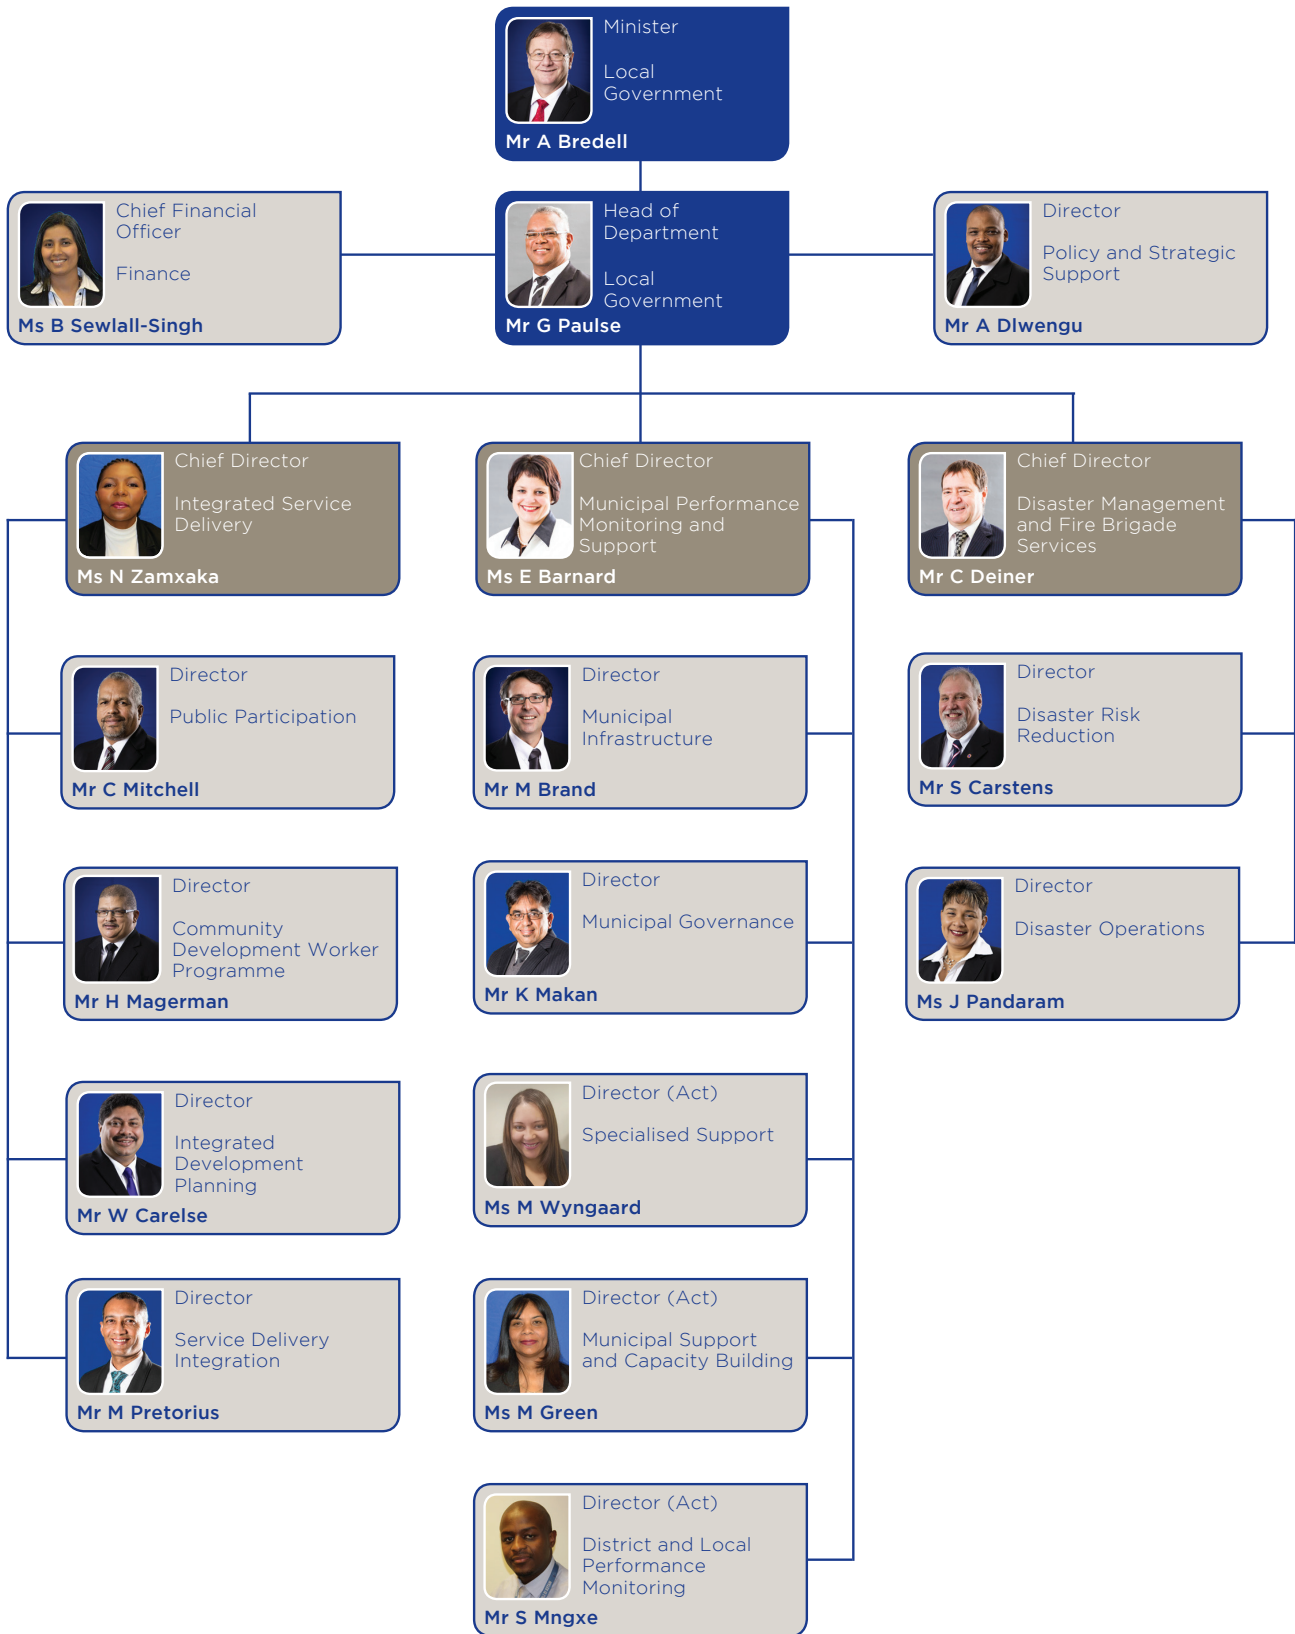 Minister
Local
Government
Mr A Bredell
Chief Financial
Officer
Finance
Ms B Sewlall-Singh
Head of
Department
Local
Government
Mr G Paulse
Director
Policy and Strategic
Support
Mr A Dlwengu
Chief Director
Integrated Service
Delivery
Ms N Zamxaka
Chief Director
Municipal Performance
Monitoring and
Support
Ms E Barnard
Chief Director
Disaster Management
and Fire Brigade
Services
Mr C Deiner
Director
Public Participation
Mr C Mitchell
Director
Municipal
Infrastructure
Mr M Brand
Director
Disaster Risk
Reduction
Mr S Carstens
Director
Community
Development Worker
Programme
Mr H Magerman
Director
Municipal Governance
Mr K Makan
Director
Disaster Operations
Ms J Pandaram
Director
Integrated
Development
Planning
Mr W Carelse
Director (Act)
Specialised Support
Ms M Wyngaard
Director
Service Delivery
Integration
Mr M Pretorius
Director (Act)
Municipal Support
and Capacity Building
Ms M Green
Director (Act)
District and Local
Performance
Monitoring
Mr S Mngxe